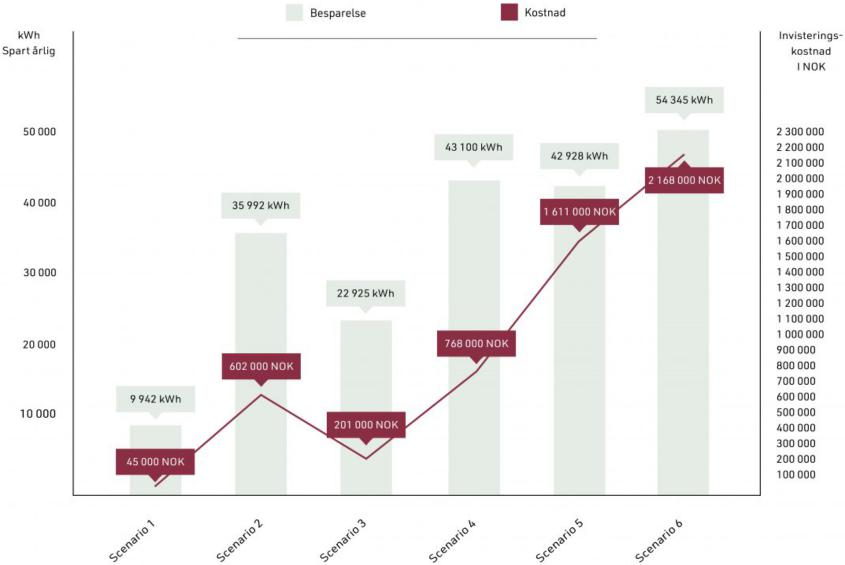 Besparelse
Kostnad
kWh
Spart årlig
Invisterings-
kostnad
I NOK
50 000
40 000
30 000
20 000
10 000
54 345 kWh
43 100 kWh
42 928 kWh
35 992 kWh
22 925 kWh
9 942 kWh
2 168 000 NOK
1 611 000 NOK
768 000 NOK
602 000 NOK
201 000 NOK
45 000 NOK
2 300 000
2 200 000
2 100 000
2 000 000
1 900 000
1 800 000
1 700 000
1 600 000
1 500 000
1 400 000
1 300 000
1 200 000
1 100 000
1 000 000
900 000
800 000
700 000
600 000
500 000
400 000
300 000
200 000
100 000
Scenario 1
Scenario 2
Scenario 3
Scenario 4
Scenario 5
Scenario 6